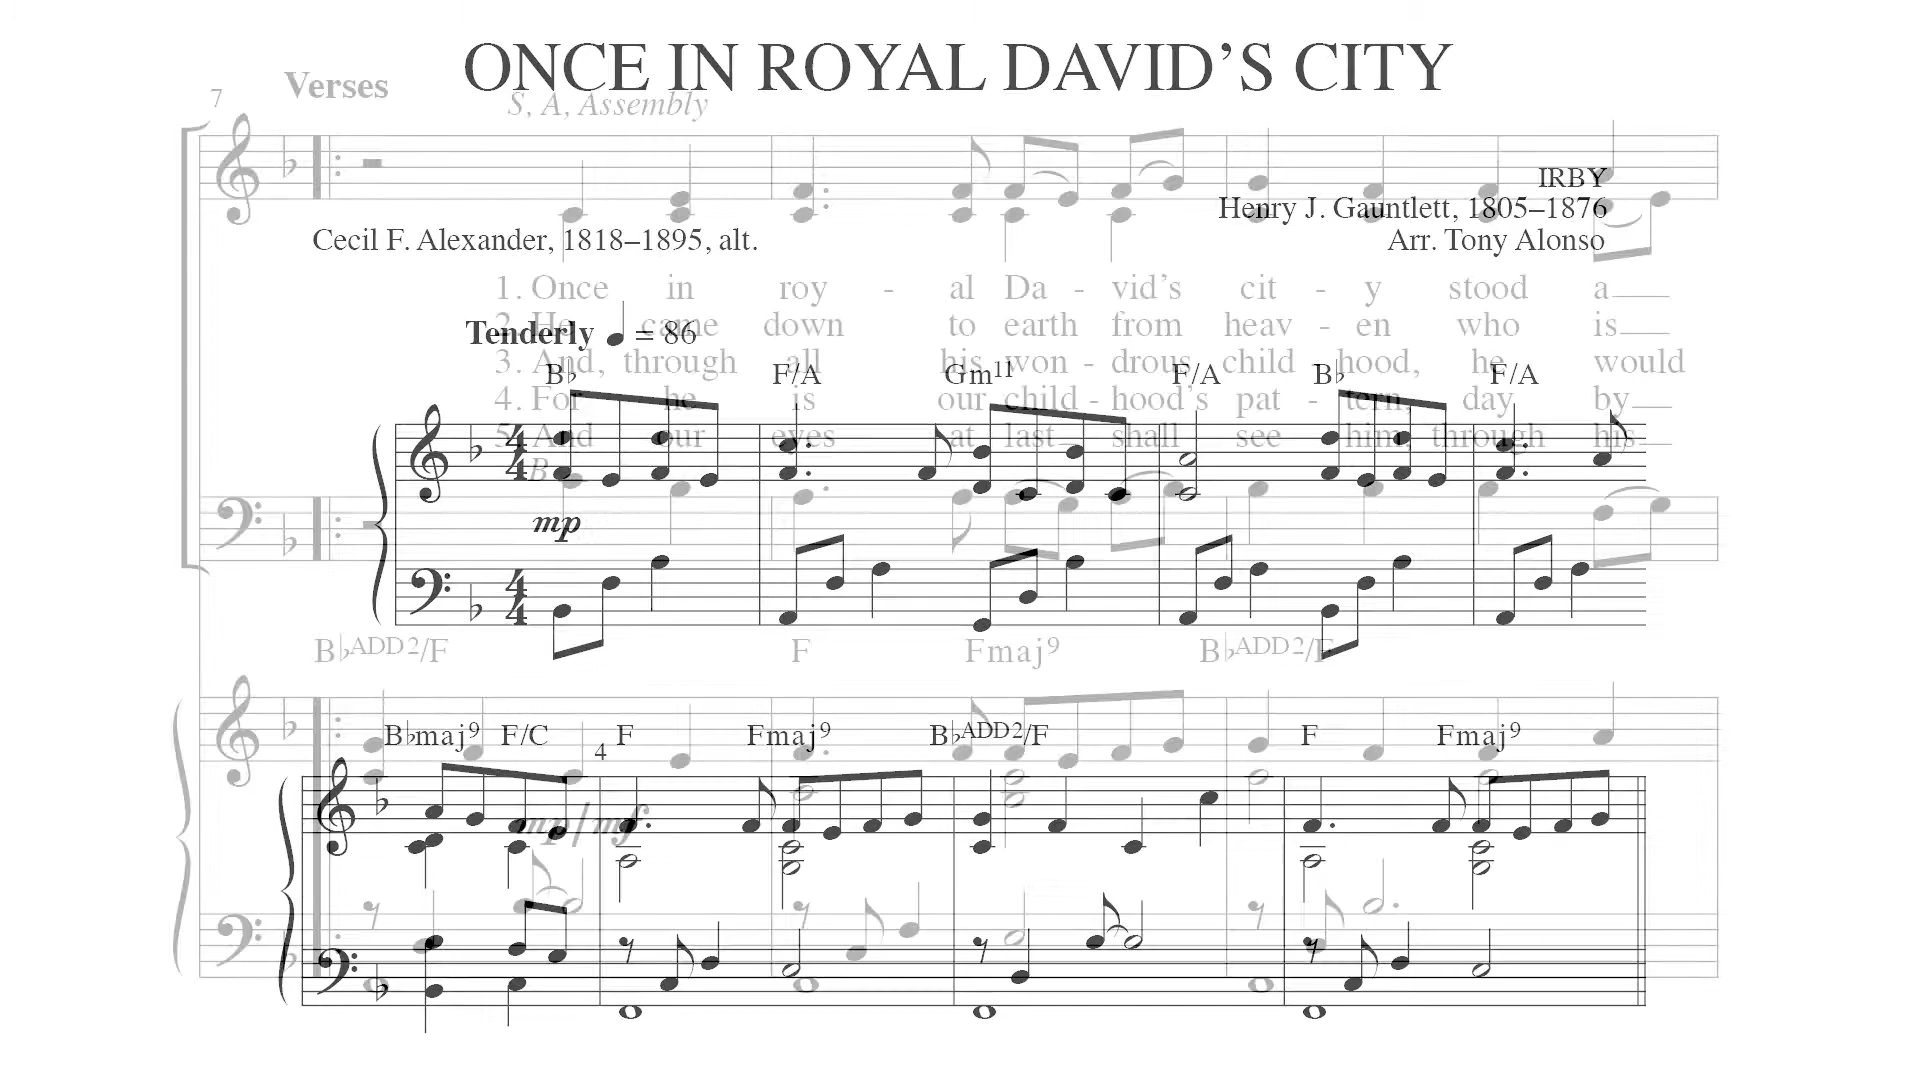 ONCE IN ROYAL DAVID’S CITY
Verses
7
S, A, Assembly
IRBY
Henry J. Gauntlett, 1805–1876
Cecil F. Alexander, 1818–1895, alt.
Arr. Tony Alonso
1. Once in roy - al Da - vid’s cit - y stood a
2. He came down to earth from heav - en who is
Tenderly ♩ = 86
3. And, through all his won - drous child hood, he would
B♭ F/A Gm11 F/A B♭ F/A
4. For he is our child - hood’s pat - tern, day by
5. And our eyes at last shall see him, through his
B
4 4
mp
4 4
B♭ADD2/F F Fmaj9 B♭ADD2/F
B♭maj9 F/C F Fmaj9 B♭ADD2/F F Fmaj9
4
mp/mf